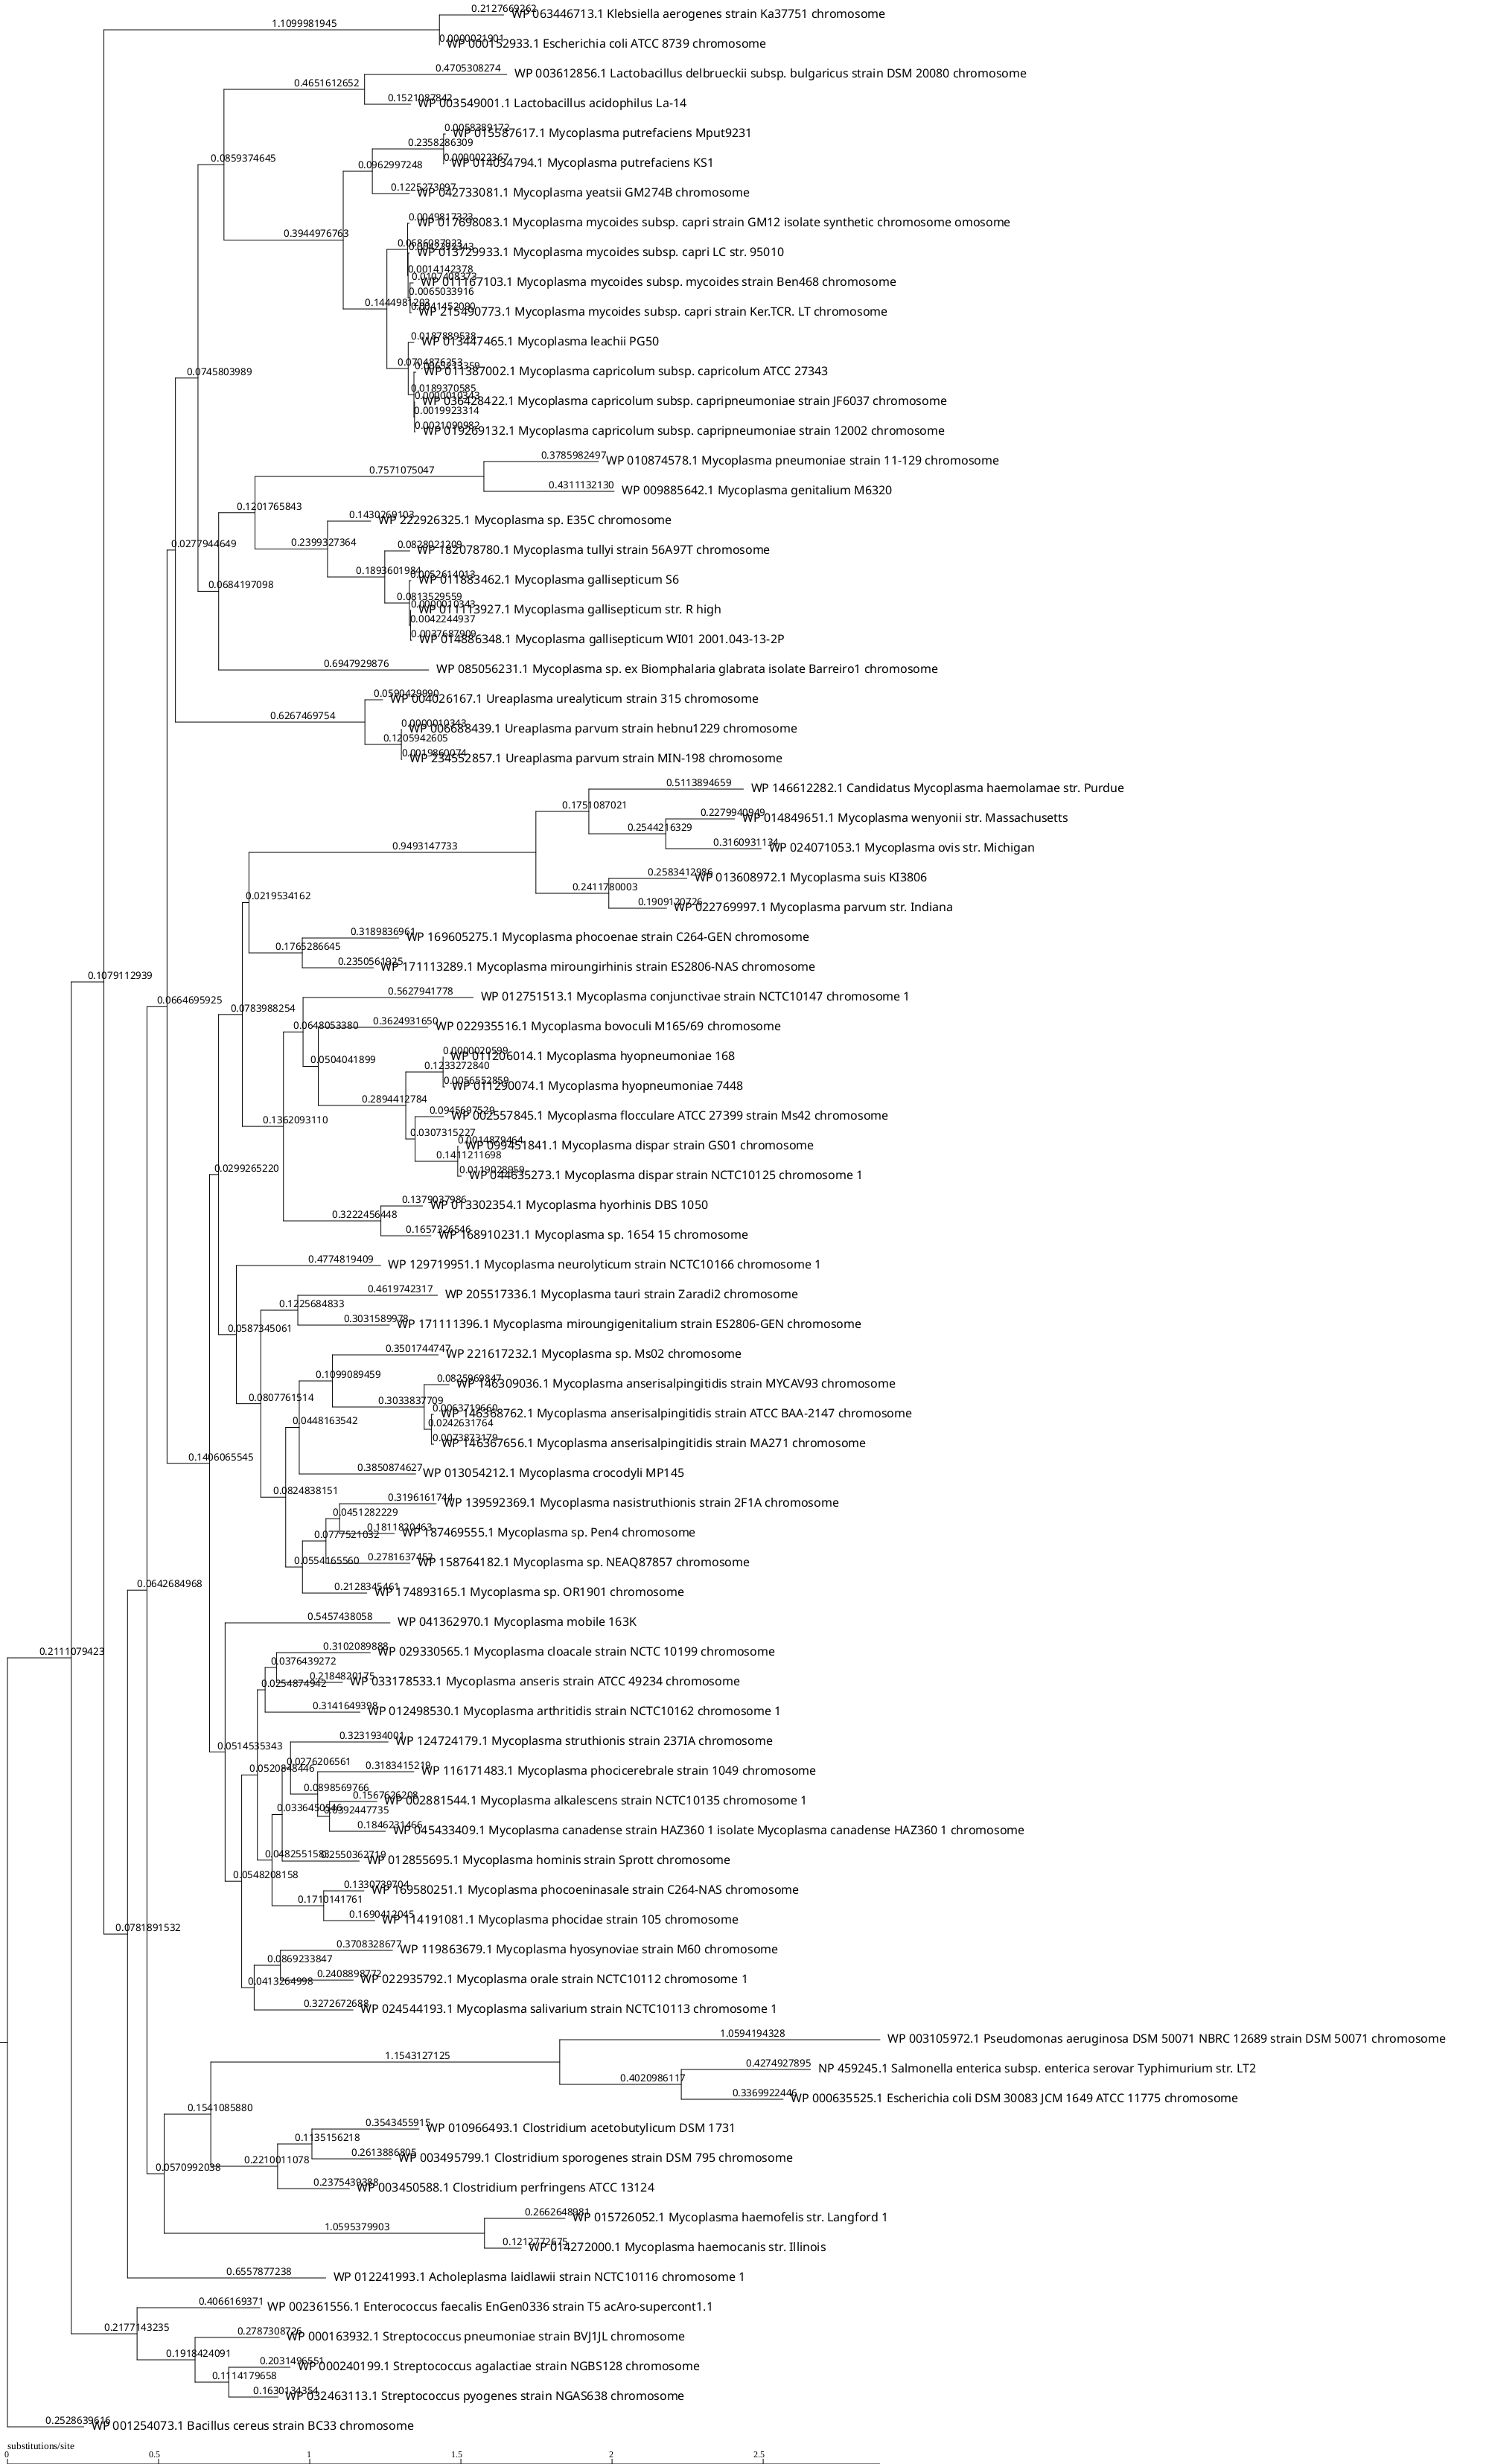 0.2127669262
WP 063446713.1 Klebsiella aerogenes strain Ka37751 chromosome
1.1099981945
0.0000021901
WP 000152933.1 Escherichia coli ATCC 8739 chromosome
0.4705308274
WP 003612856.1 Lactobacillus delbrueckii subsp. bulgaricus strain DSM 20080 chromosome
0.4651612652
0.1521087842
WP 003549001.1 Lactobacillus acidophilus La-14
0.0058389172
WP 015587617.1 Mycoplasma putrefaciens Mput9231
0.2358286309
0.0859374645
0.0000022367
WP 014034794.1 Mycoplasma putrefaciens KS1
0.0962997248
0.1225273097
WP 042733081.1 Mycoplasma yeatsii GM274B chromosome
0.0049817323
WP 017698083.1 Mycoplasma mycoides subsp. capri strain GM12 isolate synthetic chromosome omosome
0.3944976763
WP 013729933.1 Mycoplasma mycoides subsp. capri LC str. 95010
0.0014142378
WP 011167103.1 Mycoplasma mycoides subsp. mycoides strain Ben468 chromosome
0.0065033916
0.1444981203
WP 215490773.1 Mycoplasma mycoides subsp. capri strain Ker.TCR. LT chromosome
0.0187889538
WP 013447465.1 Mycoplasma leachii PG50
0.0745803989
WP 011387002.1 Mycoplasma capricolum subsp. capricolum ATCC 27343
0.0189370585
0.0000010343
WP 036428422.1 Mycoplasma capricolum subsp. capripneumoniae strain JF6037 chromosome
0.0019923314
0.0021090982
WP 019269132.1 Mycoplasma capricolum subsp. capripneumoniae strain 12002 chromosome
0.3785982497
WP 010874578.1 Mycoplasma pneumoniae strain 11-129 chromosome
0.7571075047
0.4311132130
WP 009885642.1 Mycoplasma genitalium M6320
0.1201765843
0.1430260103
WP 222926325.1 Mycoplasma sp. E35C chromosome
0.2399327364
0.0277944649
0.0828021209
WP 182078780.1 Mycoplasma tullyi strain 56A97T chromosome
0.1893601984
0.0052614013
WP 011883462.1 Mycoplasma gallisepticum S6
0.0684197098
0.0813529559
0.0000010343
WP 011113927.1 Mycoplasma gallisepticum str. R high
0.0042244937
0.0037687909
WP 014886348.1 Mycoplasma gallisepticum WI01 2001.043-13-2P
0.6947929876
WP 085056231.1 Mycoplasma sp. ex Biomphalaria glabrata isolate Barreiro1 chromosome
0.0590429990
WP 004026167.1 Ureaplasma urealyticum strain 315 chromosome
0.6267469754
0.0000010343
WP 006688439.1 Ureaplasma parvum strain hebnu1229 chromosome
0.1205942605
0.0019860074
WP 234552857.1 Ureaplasma parvum strain MIN-198 chromosome
0.5113894659
WP 146612282.1 Candidatus Mycoplasma haemolamae str. Purdue
0.1751087021
0.2279940949
WP 014849651.1 Mycoplasma wenyonii str. Massachusetts
0.2544216329
0.9493147733
0.3160931134
WP 024071053.1 Mycoplasma ovis str. Michigan
0.2583412986
WP 013608972.1 Mycoplasma suis KI3806
0.2411780003
0.0219534162
0.1909120726
WP 022769997.1 Mycoplasma parvum str. Indiana
0.3189836961
WP 169605275.1 Mycoplasma phocoenae strain C264-GEN chromosome
0.1765286645
0.2350561925
WP 171113289.1 Mycoplasma miroungirhinis strain ES2806-NAS chromosome
0.1079112939
0.5627941778
WP 012751513.1 Mycoplasma conjunctivae strain NCTC10147 chromosome 1
0.0664695925
0.0783988254
0.0648053380
0.3624931650
WP 022935516.1 Mycoplasma bovoculi M165/69 chromosome
0.0000020599
WP 011206014.1 Mycoplasma hyopneumoniae 168
0.0504041899
0.1233272840
0.0056552859
WP 011290074.1 Mycoplasma hyopneumoniae 7448
0.2894412784
0.0945697529
WP 002557845.1 Mycoplasma flocculare ATCC 27399 strain Ms42 chromosome
0.1362093110
0.0307315227
0.0014879464
WP 099451841.1 Mycoplasma dispar strain GS01 chromosome
0.1411211698
0.0299265220
0.0119028959
WP 044635273.1 Mycoplasma dispar strain NCTC10125 chromosome 1
0.1379037986
WP 013302354.1 Mycoplasma hyorhinis DBS 1050
0.3222456448
0.1657326546
WP 168910231.1 Mycoplasma sp. 1654 15 chromosome
0.4774819409
WP 129719951.1 Mycoplasma neurolyticum strain NCTC10166 chromosome 1
0.4619742317
WP 205517336.1 Mycoplasma tauri strain Zaradi2 chromosome
0.1225684833
0.3031589978
WP 171111396.1 Mycoplasma miroungigenitalium strain ES2806-GEN chromosome
0.0587345061
0.3501744747
WP 221617232.1 Mycoplasma sp. Ms02 chromosome
0.1099089459
0.0825969847
WP 146309036.1 Mycoplasma anserisalpingitidis strain MYCAV93 chromosome
0.0807761514
0.3033837709
0.0063719660
WP 146368762.1 Mycoplasma anserisalpingitidis strain ATCC BAA-2147 chromosome
0.0448163542
0.0242631764
0.0073873179
WP 146367656.1 Mycoplasma anserisalpingitidis strain MA271 chromosome
0.1406065545
0.3850874627
WP 013054212.1 Mycoplasma crocodyli MP145
0.0824838151
0.3196161744
WP 139592369.1 Mycoplasma nasistruthionis strain 2F1A chromosome
0.0451282229
0.1811820463
WP 187469555.1 Mycoplasma sp. Pen4 chromosome
0.0777521032
0.2781637452
WP 158764182.1 Mycoplasma sp. NEAQ87857 chromosome
0.0554165560
0.0642684968
0.2128345461
WP 174893165.1 Mycoplasma sp. OR1901 chromosome
0.5457438058
WP 041362970.1 Mycoplasma mobile 163K
0.3102089888
WP 029330565.1 Mycoplasma cloacale strain NCTC 10199 chromosome
0.2111079423
0.0376439272
0.2184820175
WP 033178533.1 Mycoplasma anseris strain ATCC 49234 chromosome
0.0254874942
0.3141649398
WP 012498530.1 Mycoplasma arthritidis strain NCTC10162 chromosome 1
0.3231934001
WP 124724179.1 Mycoplasma struthionis strain 237IA chromosome
0.0514535343
0.0276206561
0.3183415219
WP 116171483.1 Mycoplasma phocicerebrale strain 1049 chromosome
0.0520848446
0.0898569766
0.1567626208
WP 002881544.1 Mycoplasma alkalescens strain NCTC10135 chromosome 1
0.0392447735
0.1846231466
WP 045433409.1 Mycoplasma canadense strain HAZ360 1 isolate Mycoplasma canadense HAZ360 1 chromosome
0.2550362719
WP 012855695.1 Mycoplasma hominis strain Sprott chromosome
0.0548208158
0.1330739704
WP 169580251.1 Mycoplasma phocoeninasale strain C264-NAS chromosome
0.1710141761
0.1690412045
WP 114191081.1 Mycoplasma phocidae strain 105 chromosome
0.0781891532
0.3708328677
WP 119863679.1 Mycoplasma hyosynoviae strain M60 chromosome
0.0869233847
0.2408898772
WP 022935792.1 Mycoplasma orale strain NCTC10112 chromosome 1
0.0413264998
0.3272672688
WP 024544193.1 Mycoplasma salivarium strain NCTC10113 chromosome 1
1.0594194328
WP 003105972.1 Pseudomonas aeruginosa DSM 50071 NBRC 12689 strain DSM 50071 chromosome
1.1543127125
0.4274927895
NP 459245.1 Salmonella enterica subsp. enterica serovar Typhimurium str. LT2
0.4020986117
0.3369922446
WP 000635525.1 Escherichia coli DSM 30083 JCM 1649 ATCC 11775 chromosome
0.1541085880
0.3543455915
WP 010966493.1 Clostridium acetobutylicum DSM 1731
0.1135156218
0.2613886805
WP 003495799.1 Clostridium sporogenes strain DSM 795 chromosome
0.2210011078
0.0570992038
0.2375439388
WP 003450588.1 Clostridium perfringens ATCC 13124
0.2662648981
WP 015726052.1 Mycoplasma haemofelis str. Langford 1
1.0595379903
0.1212772675
WP 014272000.1 Mycoplasma haemocanis str. Illinois
0.6557877238
WP 012241993.1 Acholeplasma laidlawii strain NCTC10116 chromosome 1
0.4066169371
WP 002361556.1 Enterococcus faecalis EnGen0336 strain T5 acAro-supercont1.1
0.2177143235
0.2787308726
WP 000163932.1 Streptococcus pneumoniae strain BVJ1JL chromosome
0.1918424091
0.2031496551
WP 000240199.1 Streptococcus agalactiae strain NGBS128 chromosome
0.1114179658
0.1630134354
WP 032463113.1 Streptococcus pyogenes strain NGAS638 chromosome
0.2528639616
WP 001254073.1 Bacillus cereus strain BC33 chromosome
substitutions/site
0 0.5 1 1.5 2 2.5